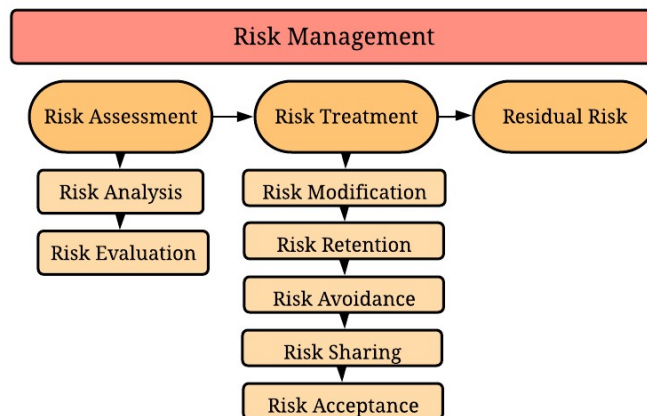 Risk Management
Risk Assessment
Risk Treatment
Residual Risk
Risk Analysis
Risk Evaluation
Risk Modification
Risk Retention
Risk Avoidance
Risk Sharing
Risk Acceptance